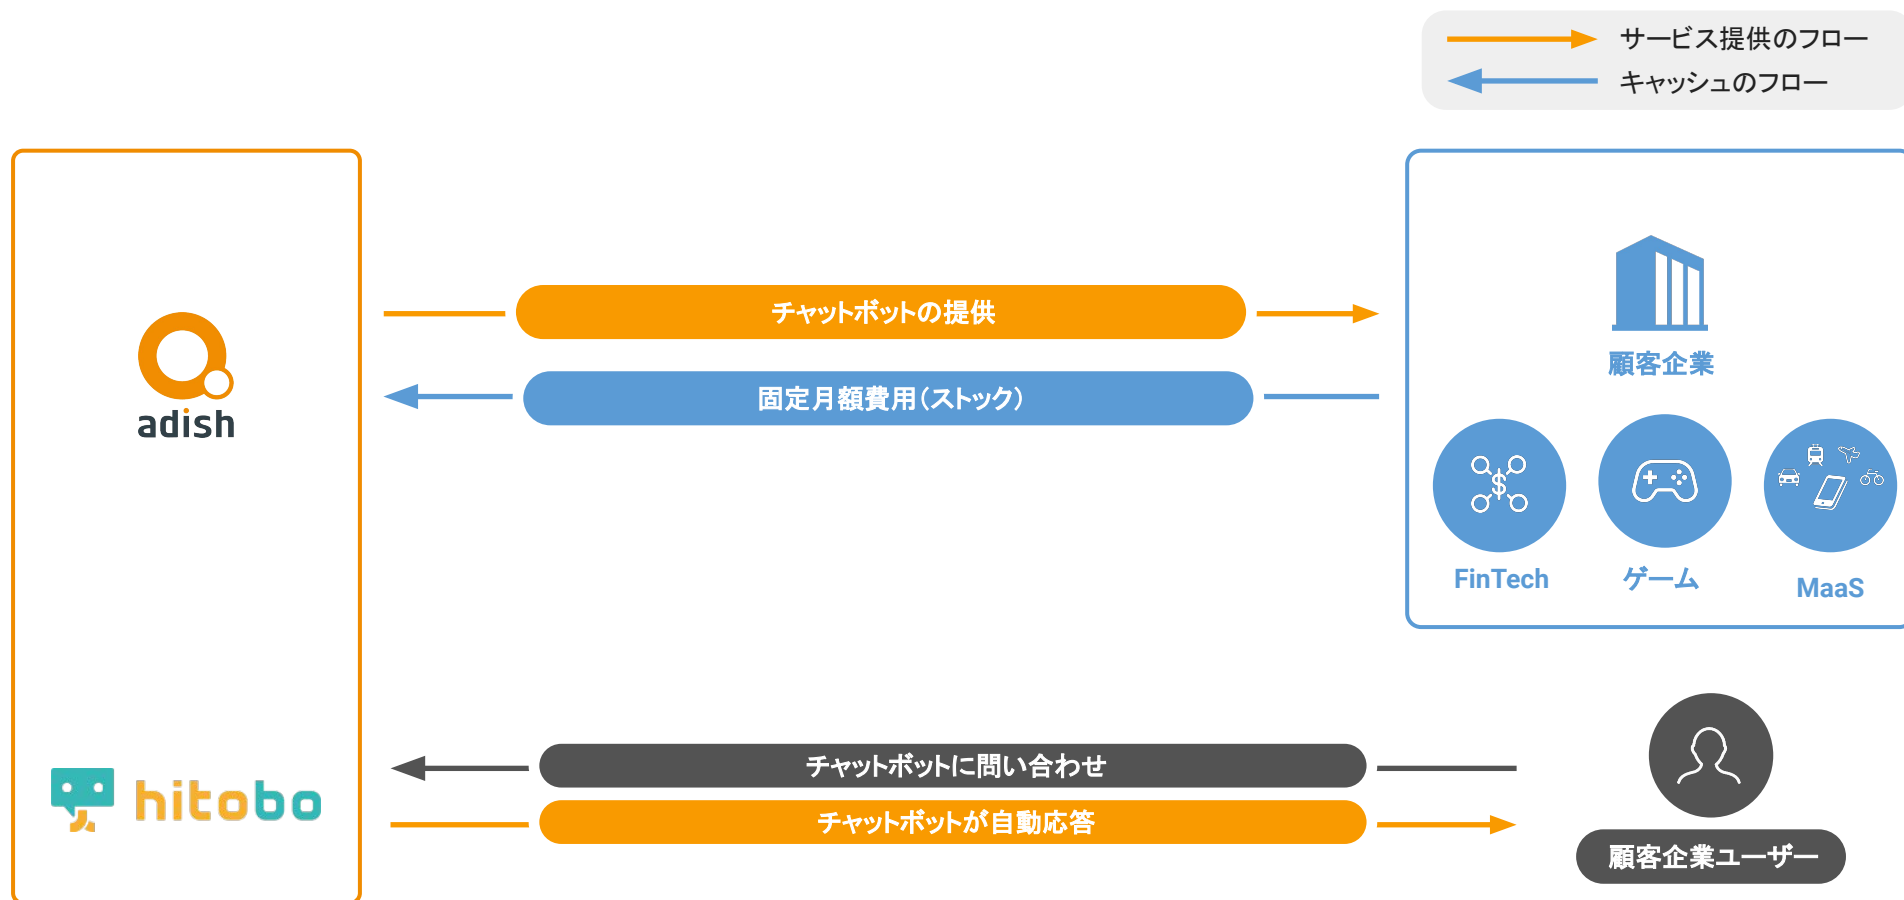 サービス提供のフロー
キャッシュのフロー
チャットボットの提供
固定月額費用（ストック）
adish
顧客企業
FinTech
ゲーム
MaaS
$
チャットボットに問い合わせ
hitobo
チャットボットが自動応答
顧客企業ユーザー